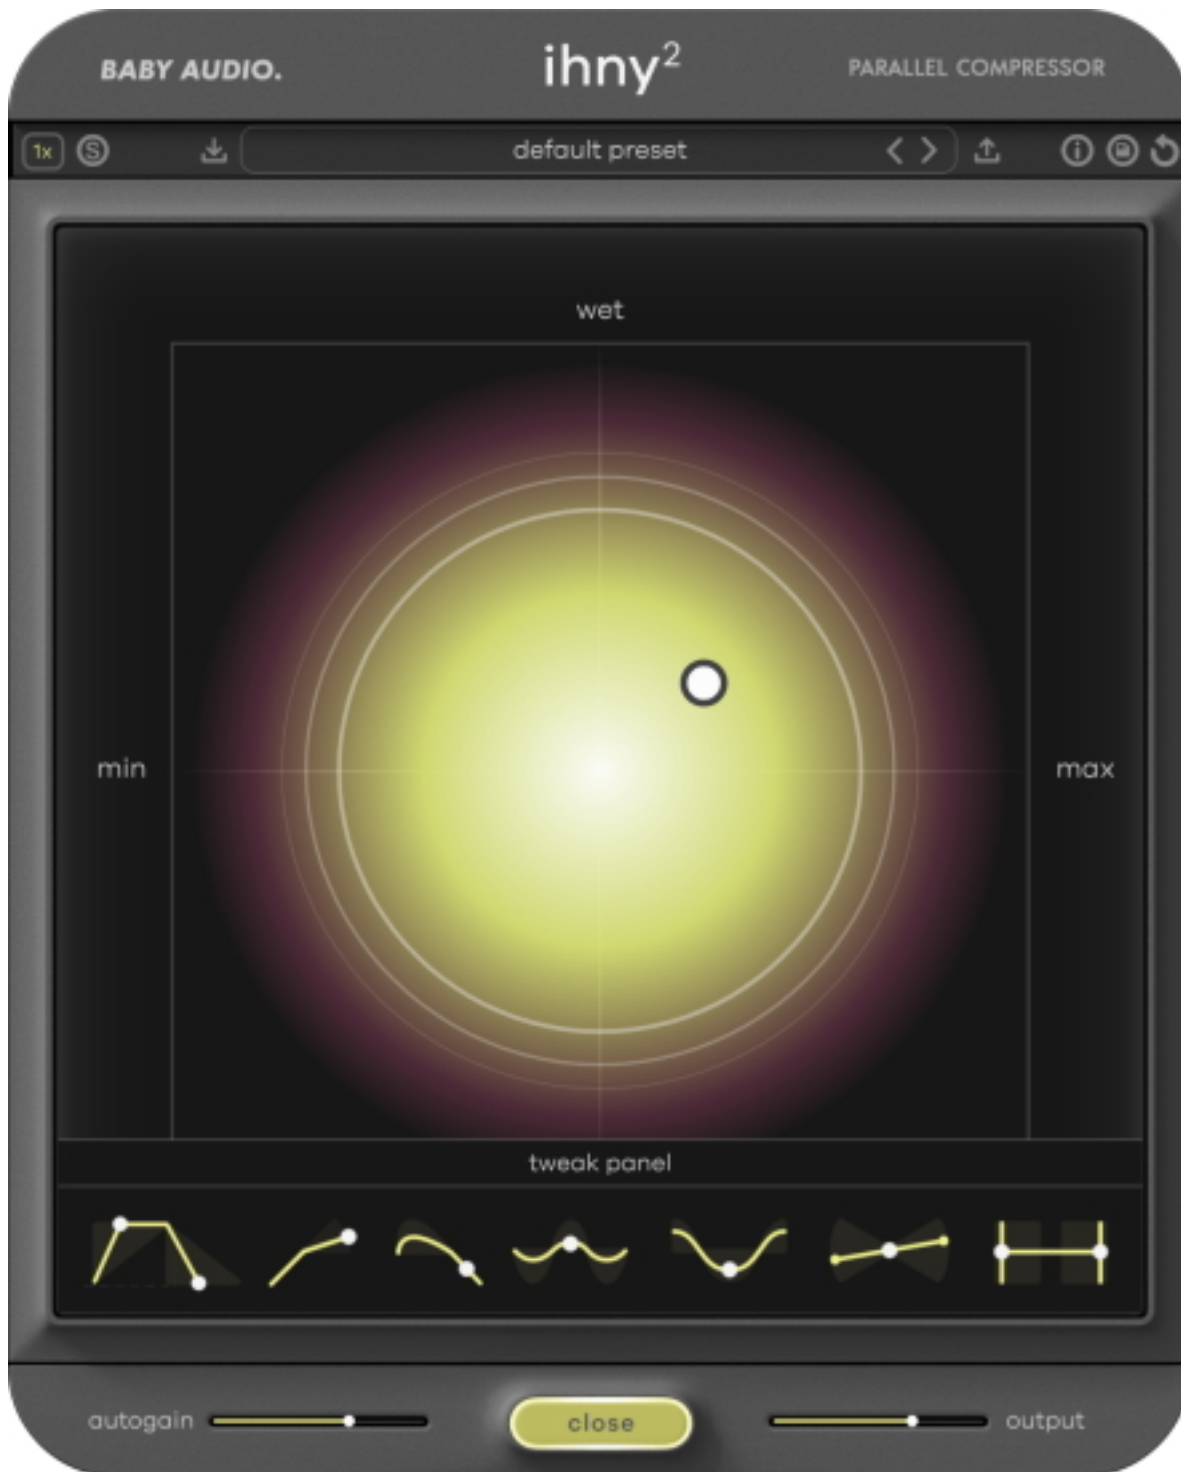 BABY AUDIO.
ihny²
PARALLEL COMPRESSOR
1x
S
default preset
wet
min
max
tweak panel
autogain
close
output